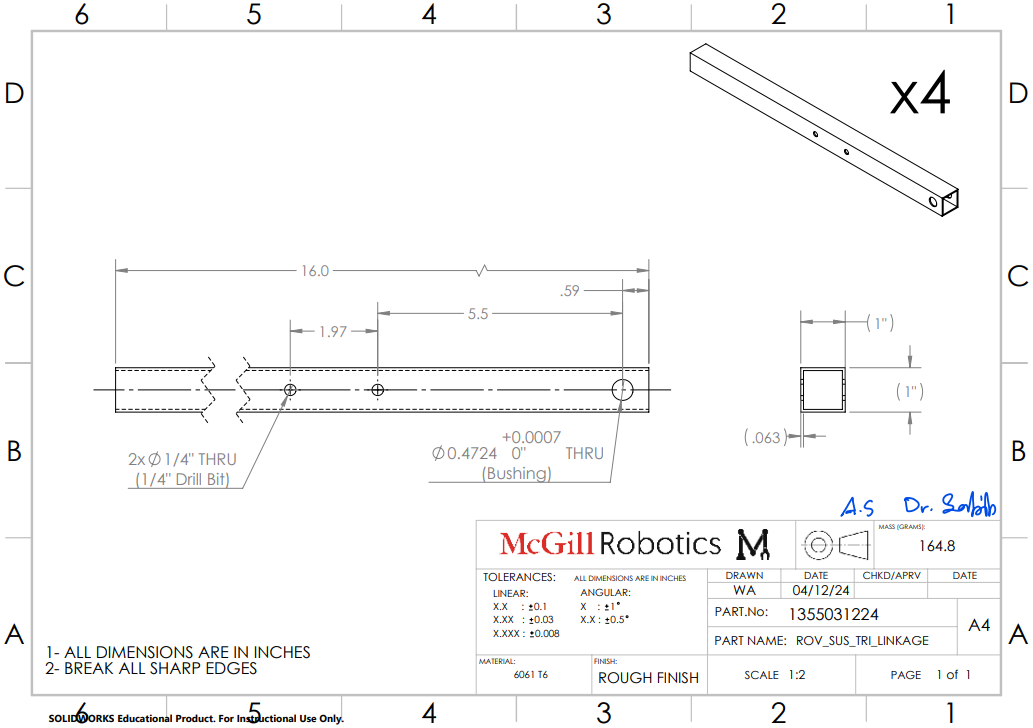 6 5 4 3 2 1
D D
x4
C C
16.0
.59
5.5
1.97
(1")
(1")
(.063)
B B
2x Ø 1/4" THRU
(1/4" Drill Bit)
+0.0007
Ø 0.4724 0" THRU
(Bushing)
A.S Dr. Sabib
McGill Robotics
MASS (GRAMS):
164.8
TOLERANCES: ALL DIMENSIONS ARE IN INCHES
LINEAR: ANGULAR:
X.X : ±0.1 X : ±1°
X.XX : ±0.03 X.X : ±0.5°
X.XXX : ±0.008
DRAWN DATE CHKD/APRV DATE
WA 04/12/24
PART.No: 1355031224
PART NAME: ROV_SUS_TRI_LINKAGE
A4
A A
1- ALL DIMENSIONS ARE IN INCHES
2- BREAK ALL SHARP EDGES
MATERIAL:
6061 T6
FINISH:
ROUGH FINISH
SCALE 1:2
PAGE 1 of 1
6 5 4 3 2 1
SOLIDWORKS Educational Product. For Instructional Use Only.